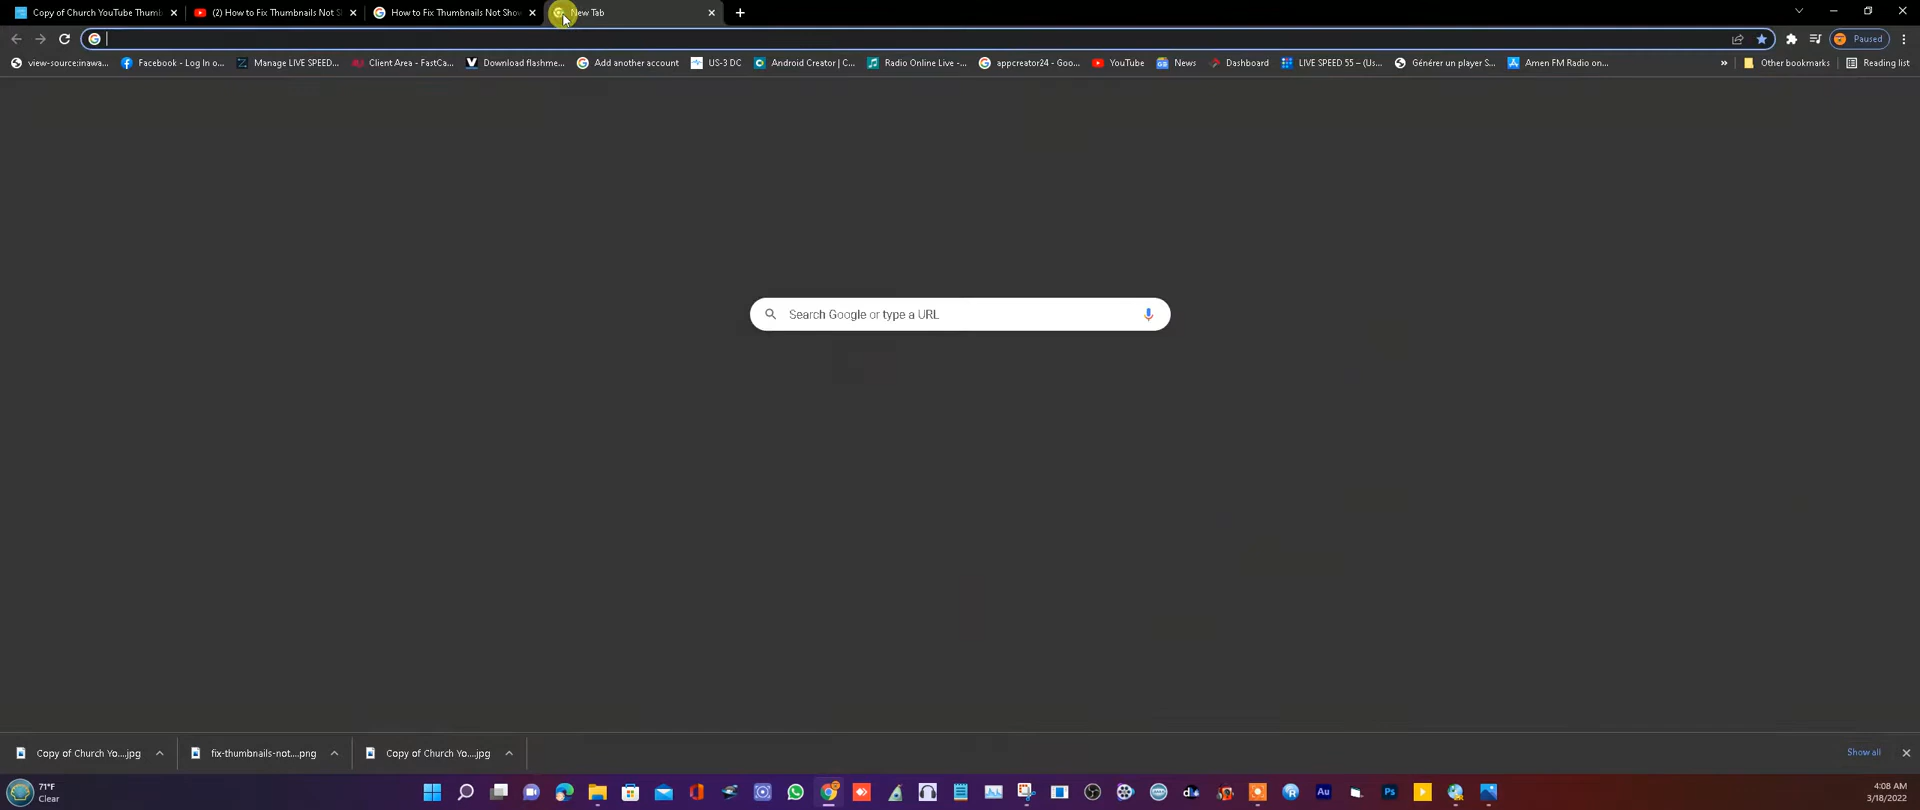 Copy of Church YouTube Thumb
(2) How to Fix Thumbnails Not S
How to Fix Thumbnails Not Show
New Tab
Paused
view-source:inawa...
Facebook - Log In o...
Manage LIVE SPEED...
Client Area - FastCa...
Download flashme...
Add another account
US-3 DC
Android Creator | C...
Radio Online Live -...
appcreator24 - Goo...
YouTube
News
Dashboard
LIVE SPEED 55 – (Us...
Générer un player S...
Amen FM Radio on...
»
Other bookmarks
Reading list
Search Google or type a URL
Copy of Church Yo....jpg
fix-thumbnails-not....png
Copy of Church Yo....jpg
Show all
71°F
Clear
Au
Ps
4:08 AM
3/18/2022